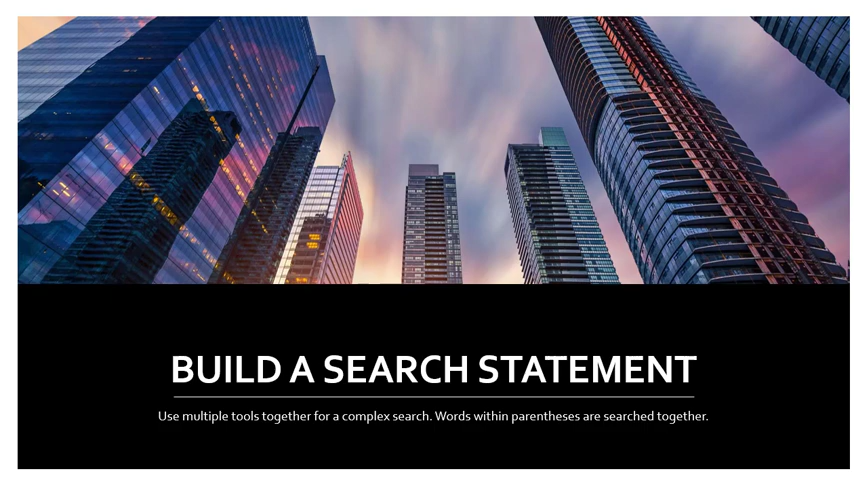 BUILD A SEARCH STATEMENT
Use multiple tools together for a complex search. Words within parentheses are searched together.